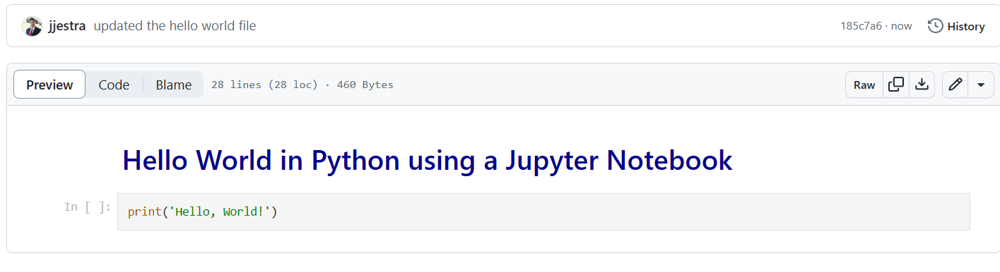 jjestra updated the hello world file 185c7a6 · now History
Preview Code Blame 28 lines (28 loc) · 460 Bytes Raw
Hello World in Python using a Jupyter Notebook
In [ ]: print('Hello, World!')